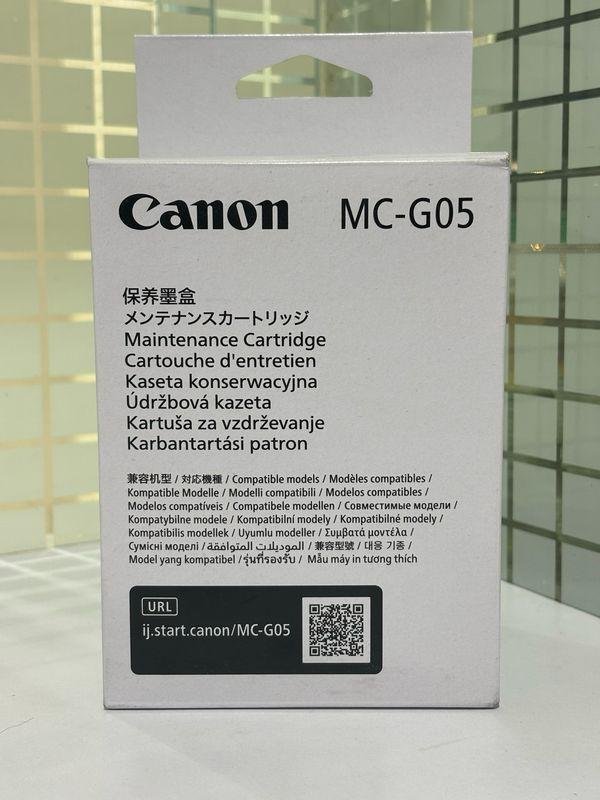 Canon MC-G05
保养墨盒
メンテナンスカートリッジ
Maintenance Cartridge
Cartouche d'entretien
Kaseta konserwacyjna
Údržbová kazeta
Kartuša za vzdrževanje
Karbantartási patron
兼容机型 / 対応機種 / Compatible models / Modèles compatibles /
Kompatible Modelle / Modelli compatibili / Modelos compatibles /
Modelos compatíveis / Compatibele modellen / Совместимые модели /
Kompatybilne modele / Kompatibilní modely / Kompatibilné modely /
Kompatibilis modellek / Uyumlu modeller / Συμβατά μοντέλα /
Сумісні моделі / الموديلات المتوافقة / 兼容型號 / 대응 기종 /
Model yang kompatibel / รุ่นที่รองรับ / Mẫu máy in tương thích
URL
ij.start.canon/MC-G05